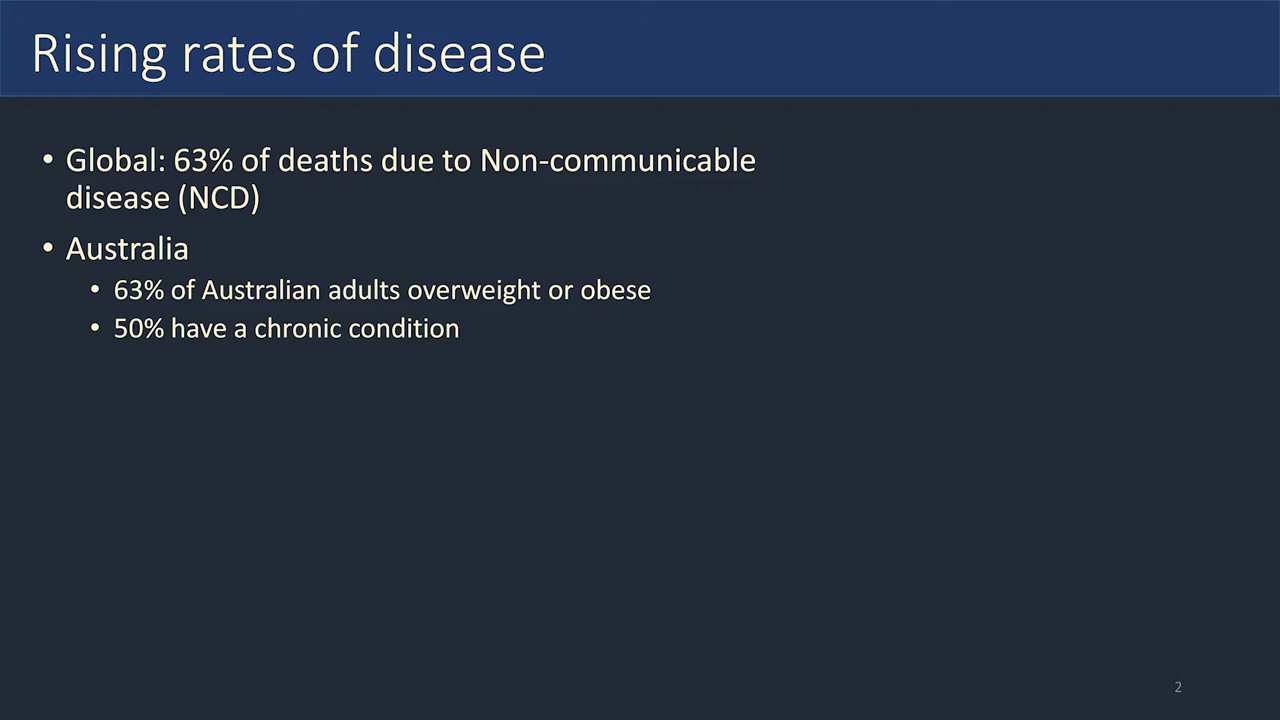 Rising rates of disease
• Global: 63% of deaths due to Non-communicable
disease (NCD)
• Australia
• 63% of Australian adults overweight or obese
• 50% have a chronic condition
2